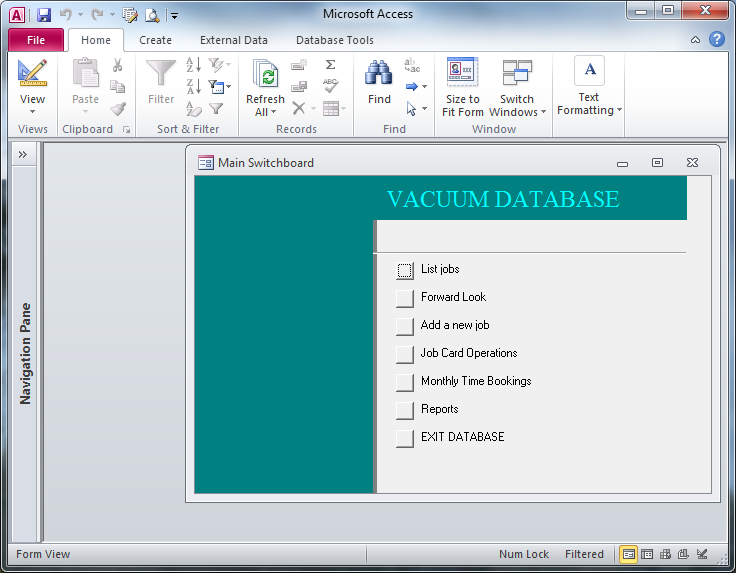 Microsoft Access
File Home Create External Data Database Tools
View Paste Filter Refresh All Find Size to Fit Form Switch Windows Text Formatting
Views Clipboard Sort & Filter Records Find Window
Navigation Pane
Main Switchboard
VACUUM DATABASE
List jobs
Forward Look
Add a new job
Job Card Operations
Monthly Time Bookings
Reports
EXIT DATABASE
Form View Num Lock Filtered